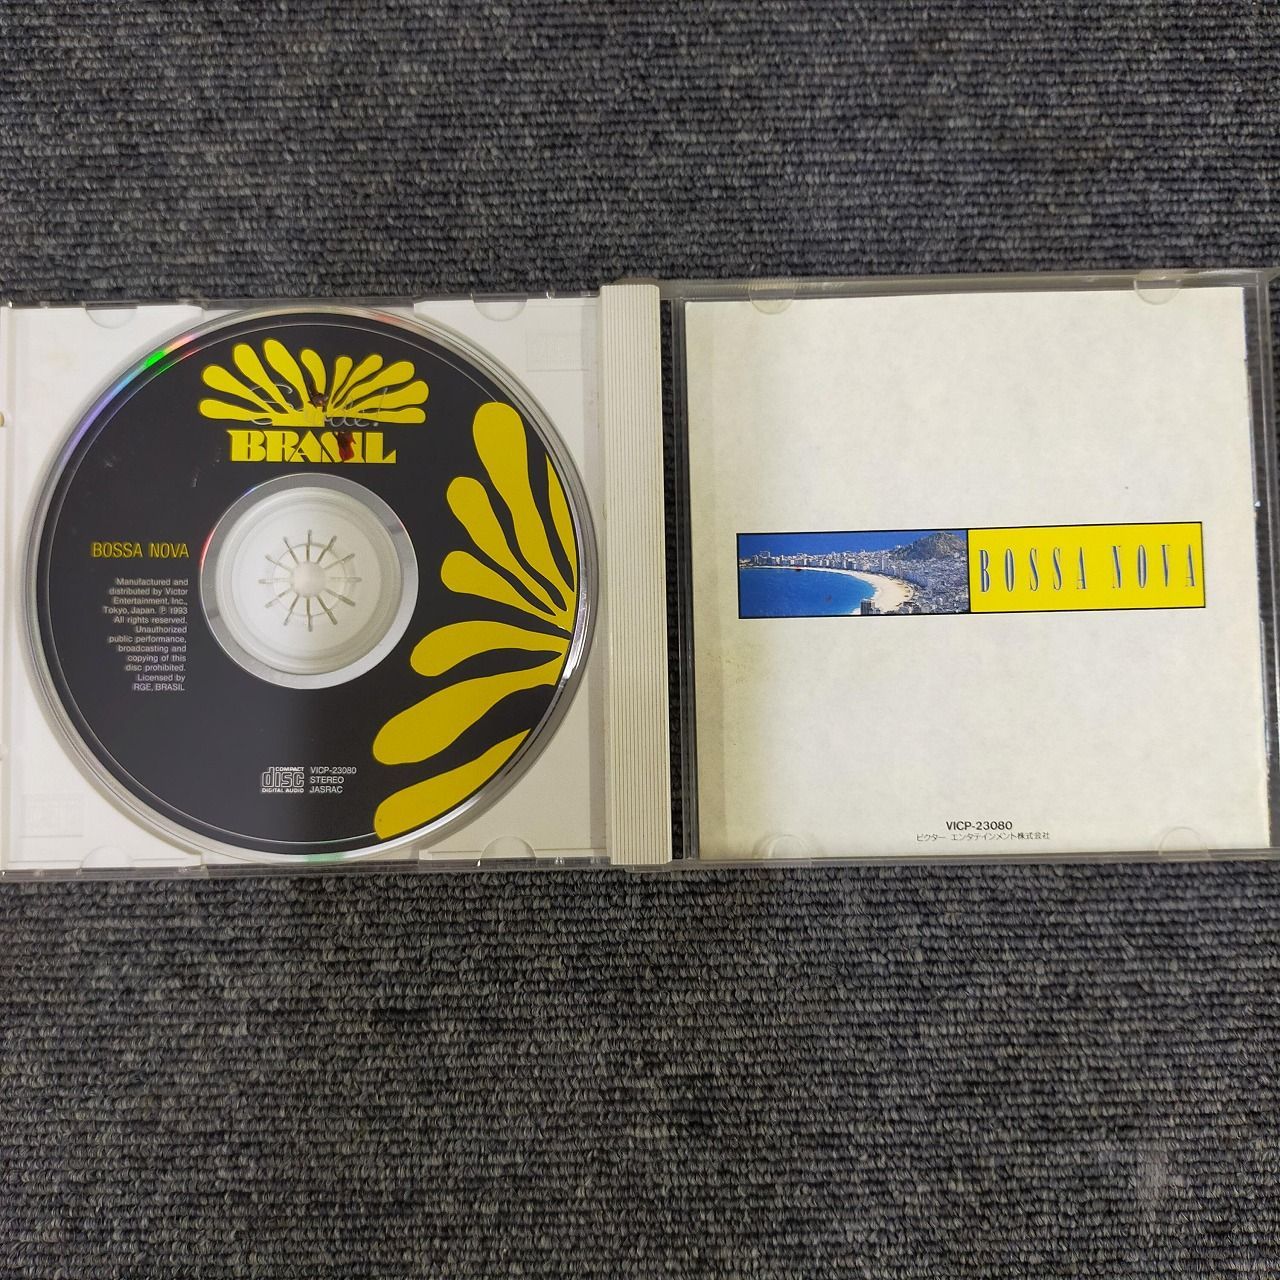 BRASIL
BOSSA NOVA
Manufactured and
distributed by Victor
Entertainment, Inc.,
Tokyo, Japan. Ⓟ 1993
All rights reserved.
Unauthorized
public performance,
broadcasting and
copying of this
disc prohibited.
Licensed by
RGE, BRASIL
COMPACT
disc
DIGITAL AUDIO
VICP-23080
STEREO
JASRAC
BOSSA NOVA
VICP-23080
ビクター エンタテインメント株式会社